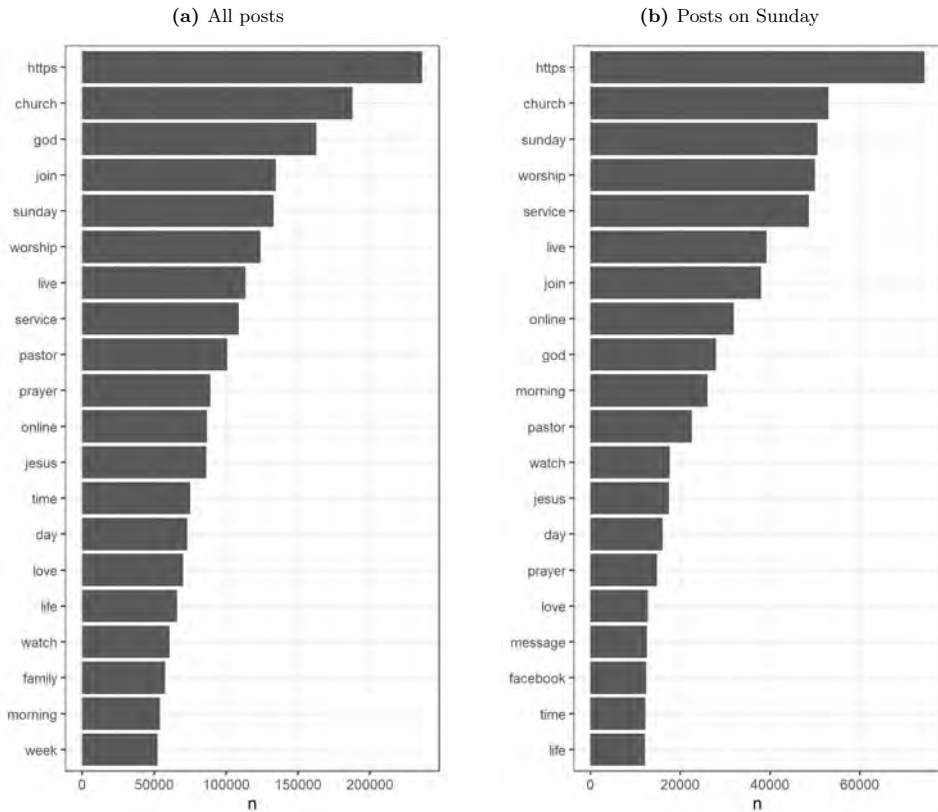 (a) All posts
https
church
god
join
sunday
worship
live
service
pastor
prayer
online
jesus
time
day
love
life
watch
family
morning
week
0 50000 100000 150000 200000
n
(b) Posts on Sunday
https
church
sunday
worship
service
live
join
online
god
morning
pastor
watch
jesus
day
prayer
love
message
facebook
time
life
0 20000 40000 60000
n